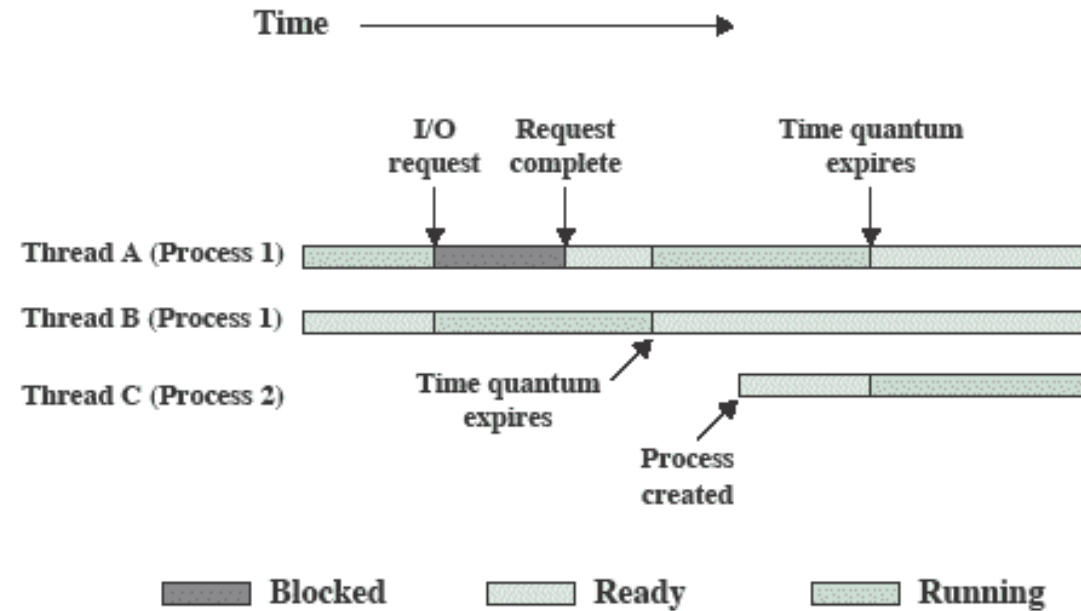 Time
I/O
request
Request
complete
Time quantum
expires
Thread A (Process 1)
Thread B (Process 1)
Thread C (Process 2)
Time quantum
expires
Process
created
Blocked
Ready
Running